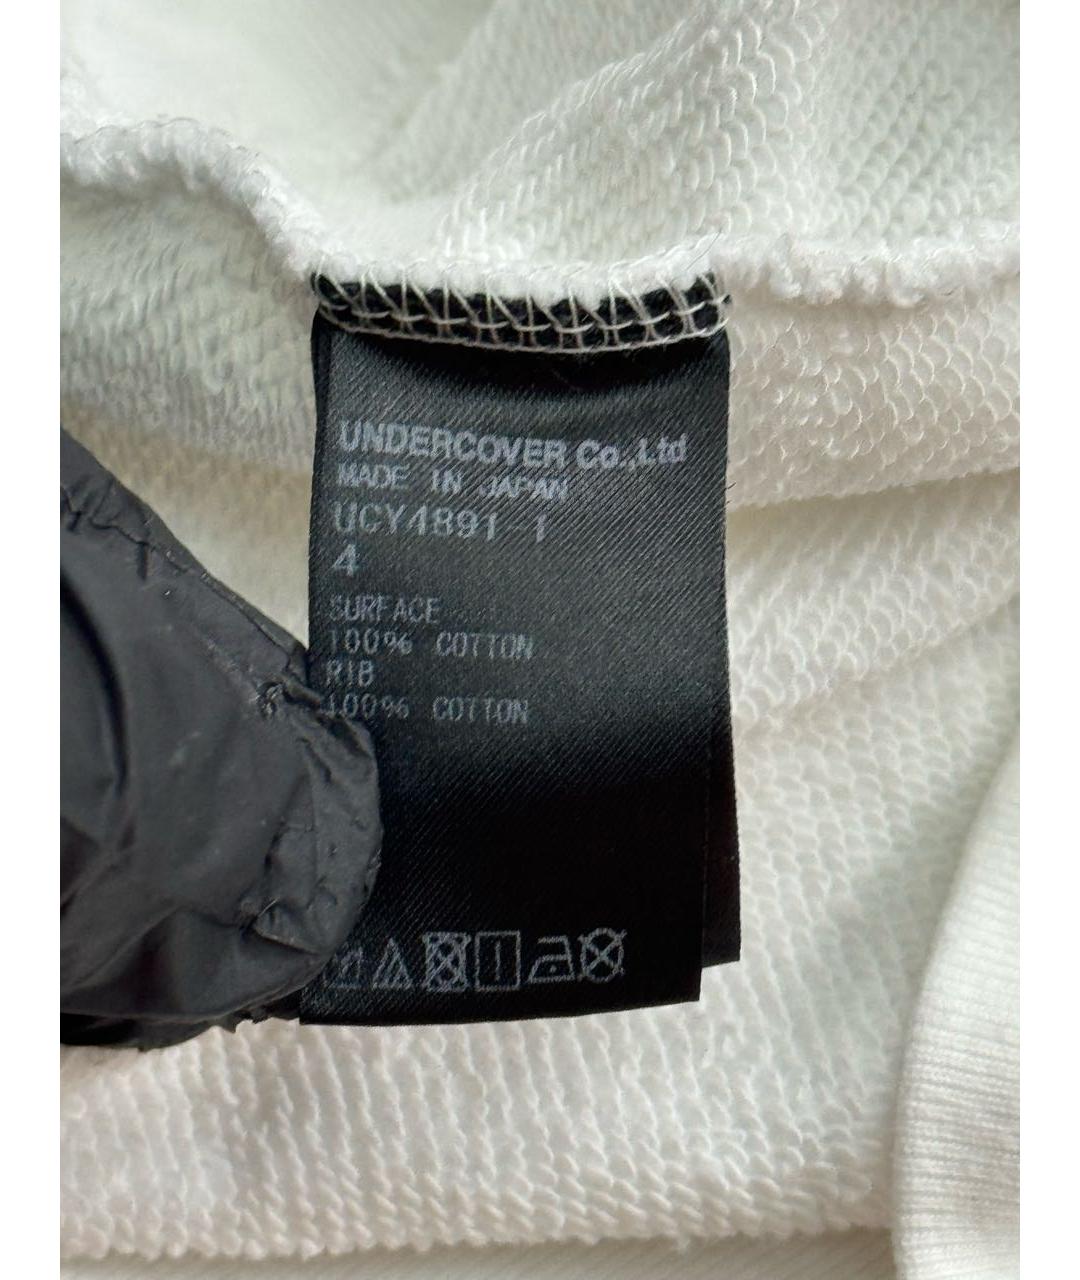 UNDERCOVER Co.,Ltd
MADE IN JAPAN
UCY4891-1
4
SURFACE
100% COTTON
RIB
100% COTTON